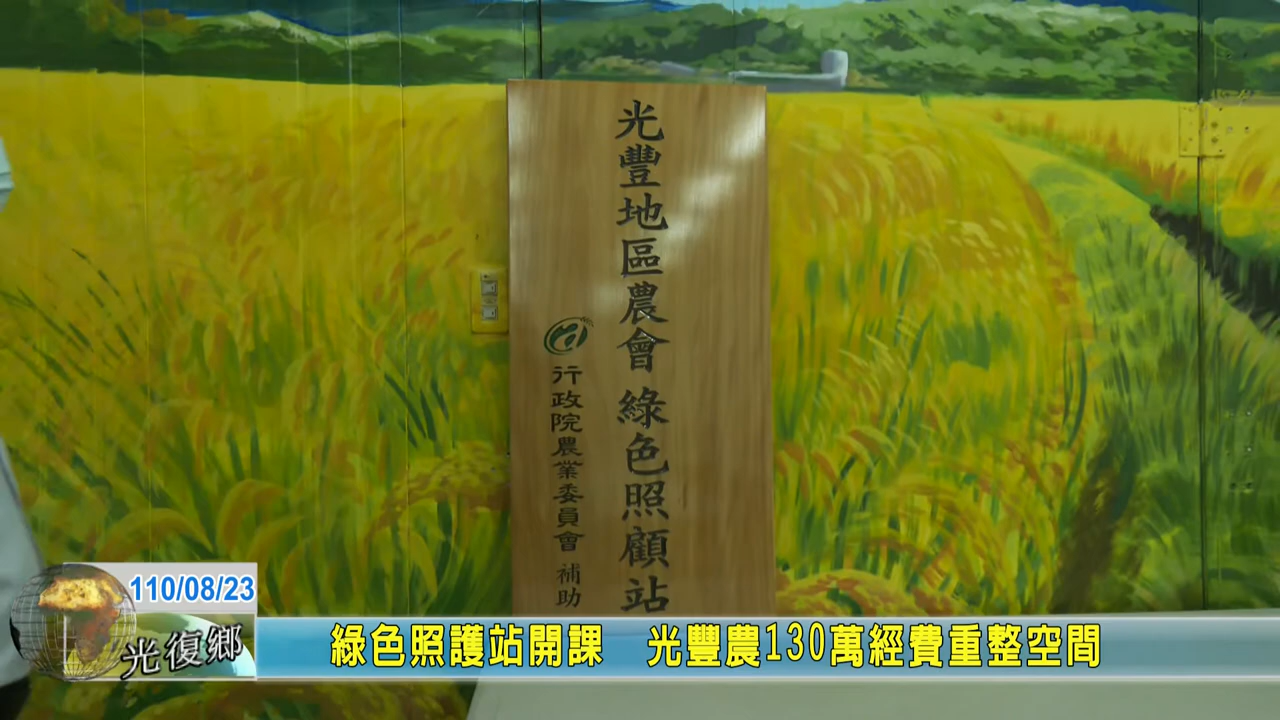 光豐地區農會 綠色照顧站
行政院農業委員會 補助
110/08/23
光復鄉
綠色照護站開課 光豐農130萬經費重整空間